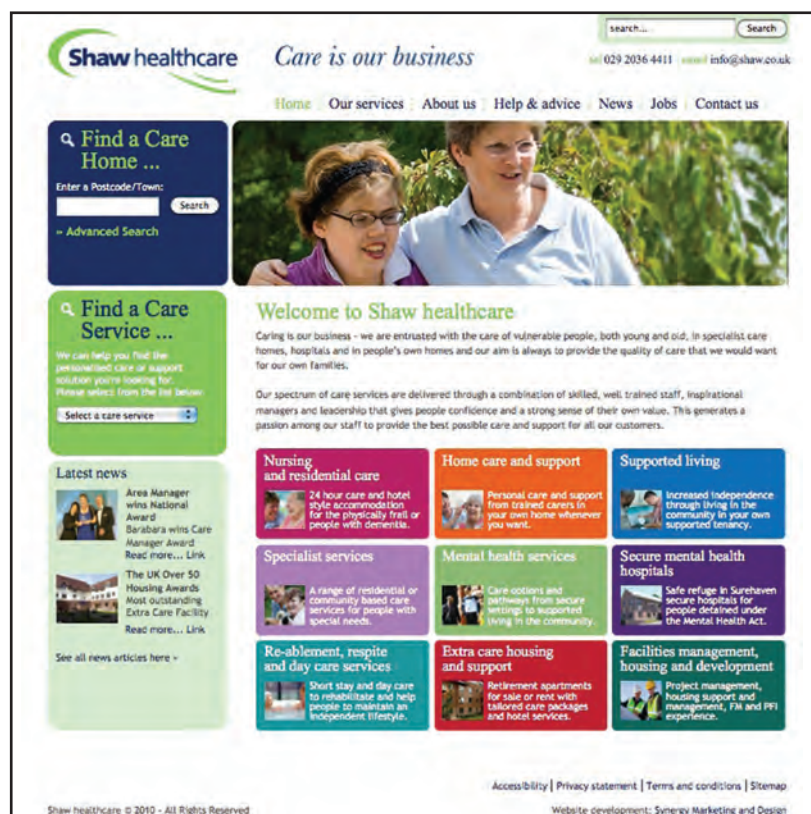 Shaw healthcare
Care is our business
search...
Search
tel 029 2036 4411 email info@shaw.co.uk
Home Our services About us Help & advice News Jobs Contact us
Find a Care
Home ...
Enter a Postcode/Town:
Search
» Advanced Search
Find a Care
Service ...
We can help you find the
personalised care or support
solution you're looking for.
Please select from the list below:
Select a care service
Latest news
Area Manager
wins National
Award
Barabara wins Care
Manager Award
Read more... Link
The UK Over 50
Housing Awards
Most outstanding
Extra Care Facility
Read more... Link
See all news articles here »
Welcome to Shaw healthcare
Caring is our business - we are entrusted with the care of vulnerable people, both young and old, in specialist care
homes, hospitals and in people's own homes and our aim is always to provide the quality of care that we would want
for our own families.
Our spectrum of care services are delivered through a combination of skilled, well trained staff, inspirational
managers and leadership that gives people confidence and a strong sense of their own value. This generates a
passion among our staff to provide the best possible care and support for all our customers.
Nursing
and residential care
24 hour care and hotel
style accommodation
for the physically frail or
people with dementia.
Home care and support
Personal care and support
from trained carers in
your own home whenever
you want.
Supported living
Increased independence
through living in the
community in your own
supported tenancy.
Specialist services
A range of residential or
community based care
services for people with
special needs.
Mental health services
Care options and
pathways from secure
settings to supported
living in the community.
Secure mental health
hospitals
Safe refuge in Surehaven
secure hospitals for
people detained under
the Mental Health Act.
Re-ablement, respite
and day care services
Short stay and day care
to rehabilitate and help
people to maintain an
independent lifestyle.
Extra care housing
and support
Retirement apartments
for sale or rent with
tailored care packages
and hotel services.
Facilities management,
housing and development
Project management,
housing support and
management, FM and PFI
experience.
Accessibility | Privacy statement | Terms and conditions | Sitemap
Shaw healthcare © 2010 - All Rights Reserved
Website development: Synergy Marketing and Design